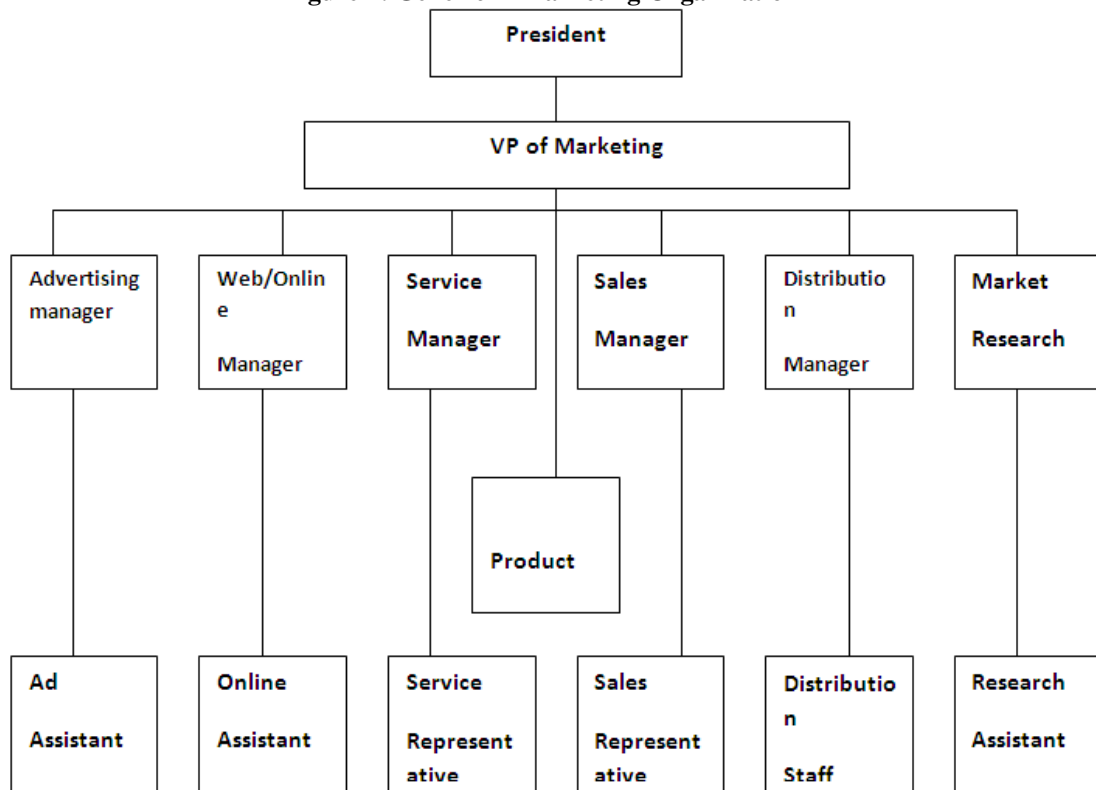 President
VP of Marketing
Advertising
manager
Web/Onlin
e
Manager
Service
Manager
Sales
Manager
Distributio
n
Manager
Market
Research
Product
Ad
Assistant
Online
Assistant
Service
Represent
ative
Sales
Represent
ative
Distributio
n
Staff
Research
Assistant